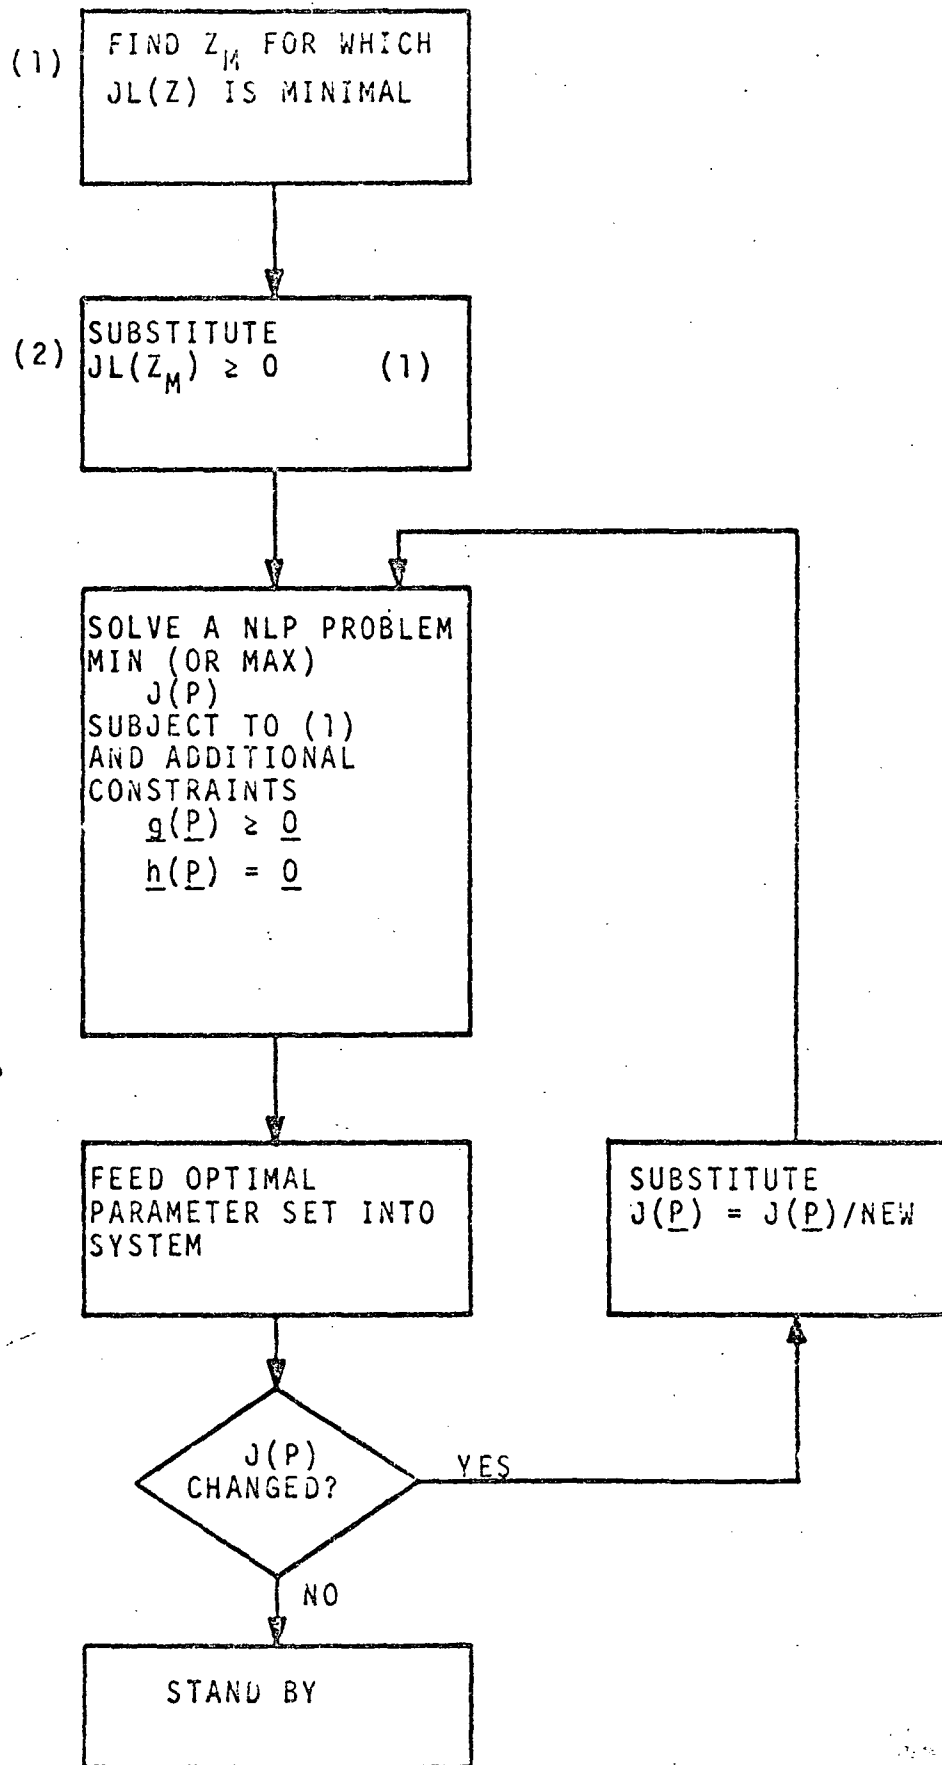 (1)
FIND Z_M FOR WHICH
JL(Z) IS MINIMAL
(2)
SUBSTITUTE
JL(Z_M) ≥ 0 (1)
SOLVE A NLP PROBLEM
MIN (OR MAX)
J(P)
SUBJECT TO (1)
AND ADDITIONAL
CONSTRAINTS
g(P) ≥ 0
h(P) = 0
FEED OPTIMAL
PARAMETER SET INTO
SYSTEM
SUBSTITUTE
J(P) = J(P)/NEW
J(P)
CHANGED?
YES
NO
STAND BY